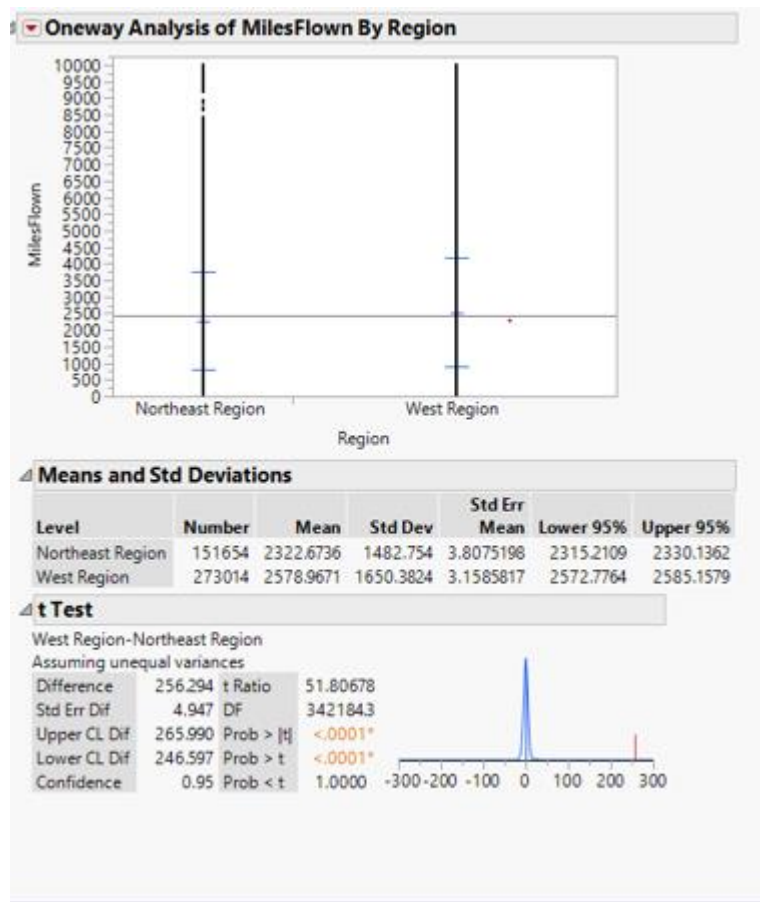 Oneway Analysis of MilesFlown By Region
10000
9500
9000
8500
8000
7500
7000
6500
6000
5500
5000
4500
4000
3500
3000
2500
2000
1500
1000
500
0
MilesFlown
Northeast Region West Region
Region
Means and Std Deviations
Level Number Mean Std Dev Std Err Mean Lower 95% Upper 95%
Northeast Region 151654 2322.6736 1482.754 3.8075198 2315.2109 2330.1362
West Region 273014 2578.9671 1650.3824 3.1585817 2572.7764 2585.1579
t Test
West Region-Northeast Region
Assuming unequal variances
Difference 256.294 t Ratio 51.80678
Std Err Dif 4.947 DF 342184.3
Upper CL Dif 265.990 Prob > |t| <.0001*
Lower CL Dif 246.597 Prob > t <.0001*
Confidence 0.95 Prob < t 1.0000
-300 -200 -100 0 100 200 300